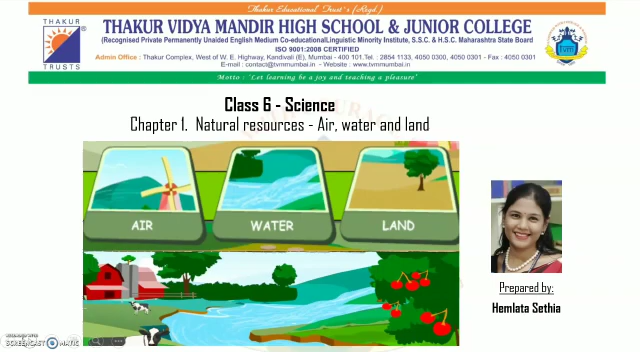 Thakur Educational Trust's (Regd.)
THAKUR
TRUSTS
THAKUR VIDYA MANDIR HIGH SCHOOL & JUNIOR COLLEGE
(Recognised Private Permanently Unaided English Medium Co-educational Linguistic Minority Institute, S.S.C. & H.S.C. Maharashtra State Board
ISO 9001:2008 CERTIFIED
Admin Office : Thakur Complex, West of W. E. Highway, Kandivali (E), Mumbai - 400 101. Tel. : 2854 1133, 4050 0300, 4050 0301 - Fax : 4050 0301
E-mail : contact@tvmmumbai.in - Website : www.tvmmumbai.in
tvm
Motto : 'Let learning be a joy and teaching a pleasure'
Class 6 - Science
Chapter 1. Natural resources - Air, water and land
AIR
WATER
LAND
Prepared by:
Hemlata Sethia
SCREENCAST MATIC